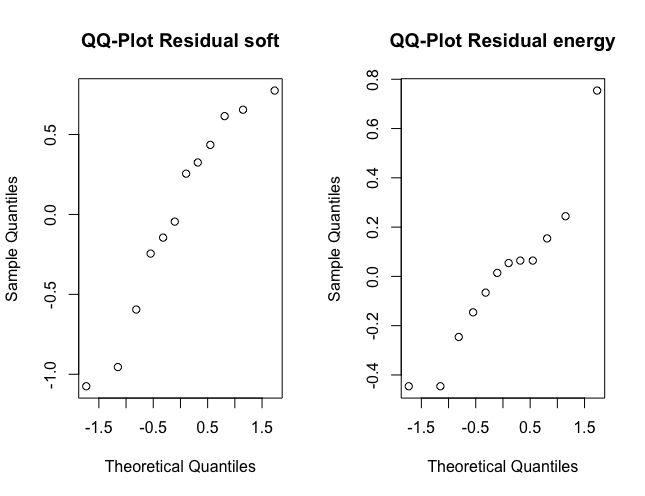 QQ-Plot Residual soft
Sample Quantiles
0.5
0.0
-0.5
-1.0
-1.5 -0.5 0.5 1.5
Theoretical Quantiles
QQ-Plot Residual energy
Sample Quantiles
0.8
0.6
0.4
0.2
0.0
-0.2
-0.4
-1.5 -0.5 0.5 1.5
Theoretical Quantiles